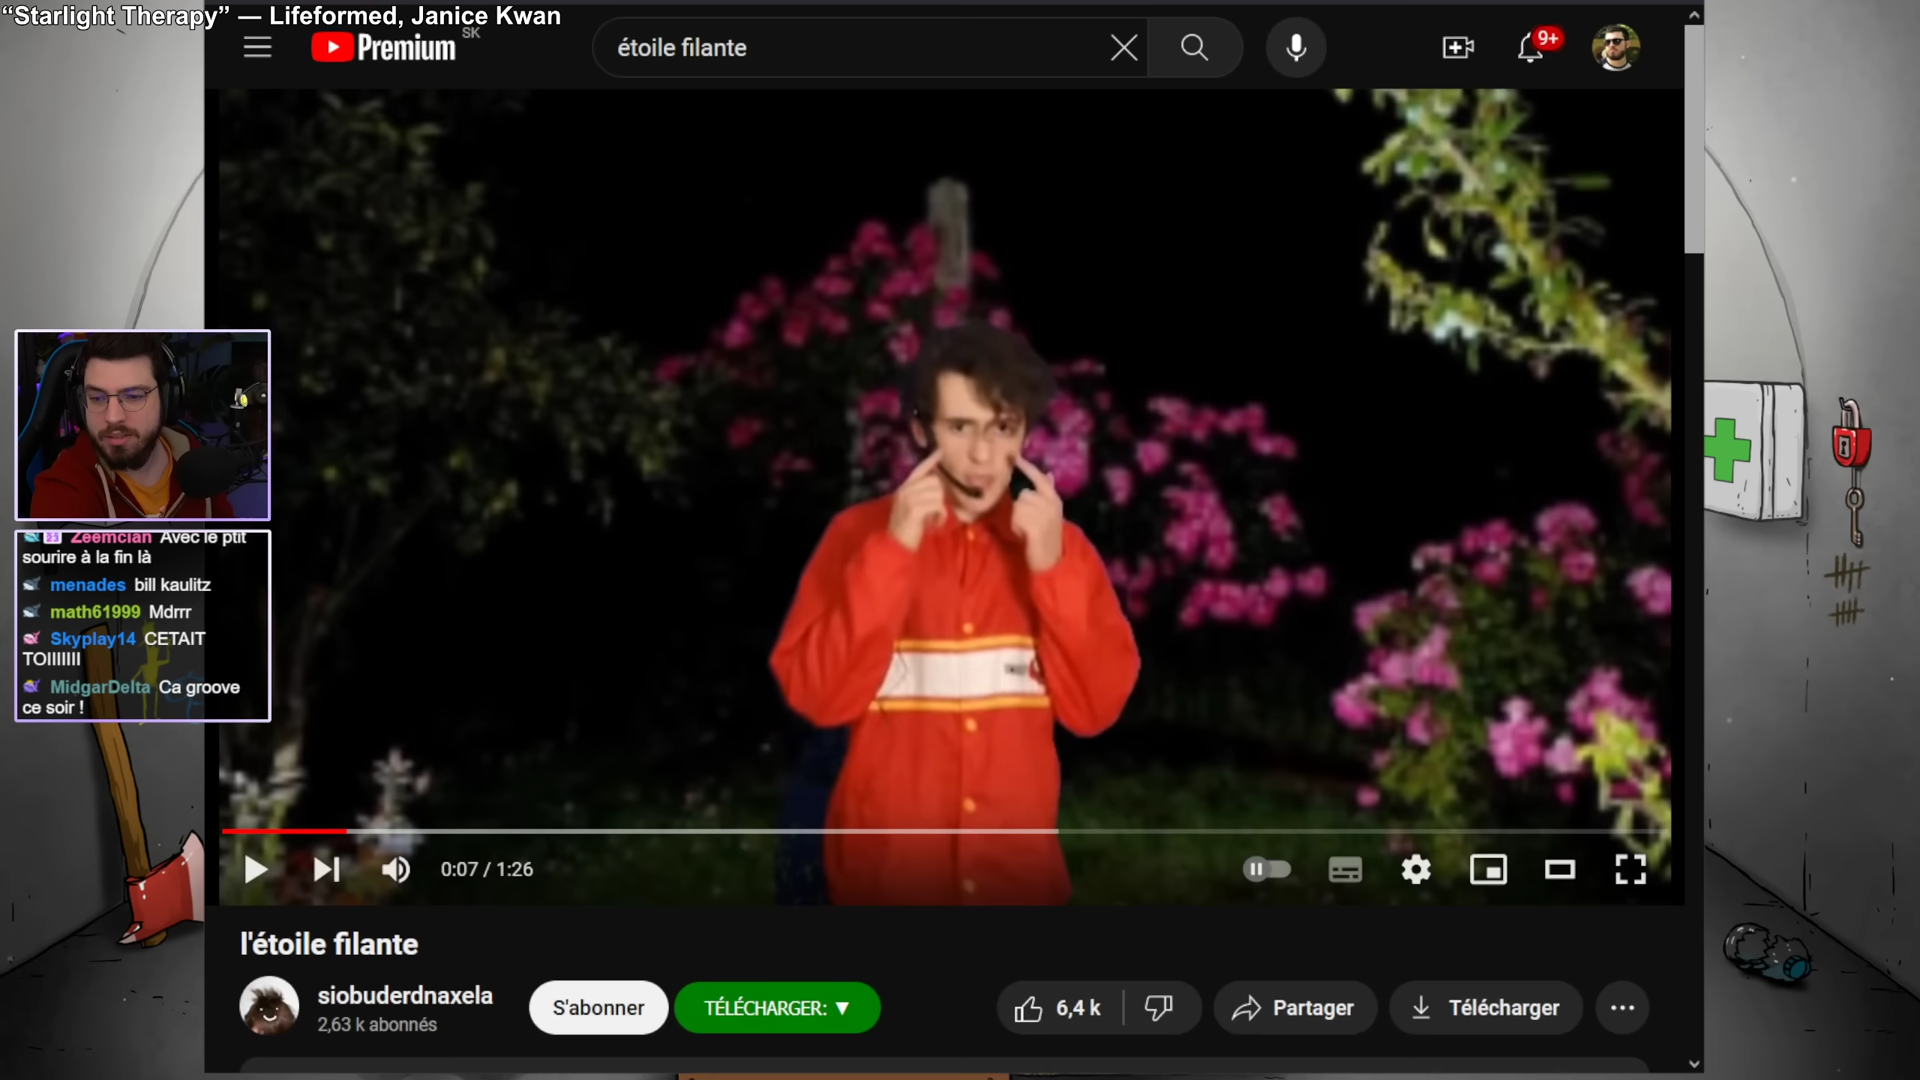 “Starlight Therapy” — Lifeformed, Janice Kwan
Premium SK
étoile filante
9+
Zeemclan Avec le ptit
sourire à la fin là
menades bill kaulitz
math61999 Mdrrr
Skyplay14 CETAIT
TOIIIIIII
MidgarDelta Ca groove
ce soir !
0:07 / 1:26
l'étoile filante
siobuderdnaxela
2,63 k abonnés
S'abonner
TÉLÉCHARGER: ▼
6,4 k
Partager
Télécharger